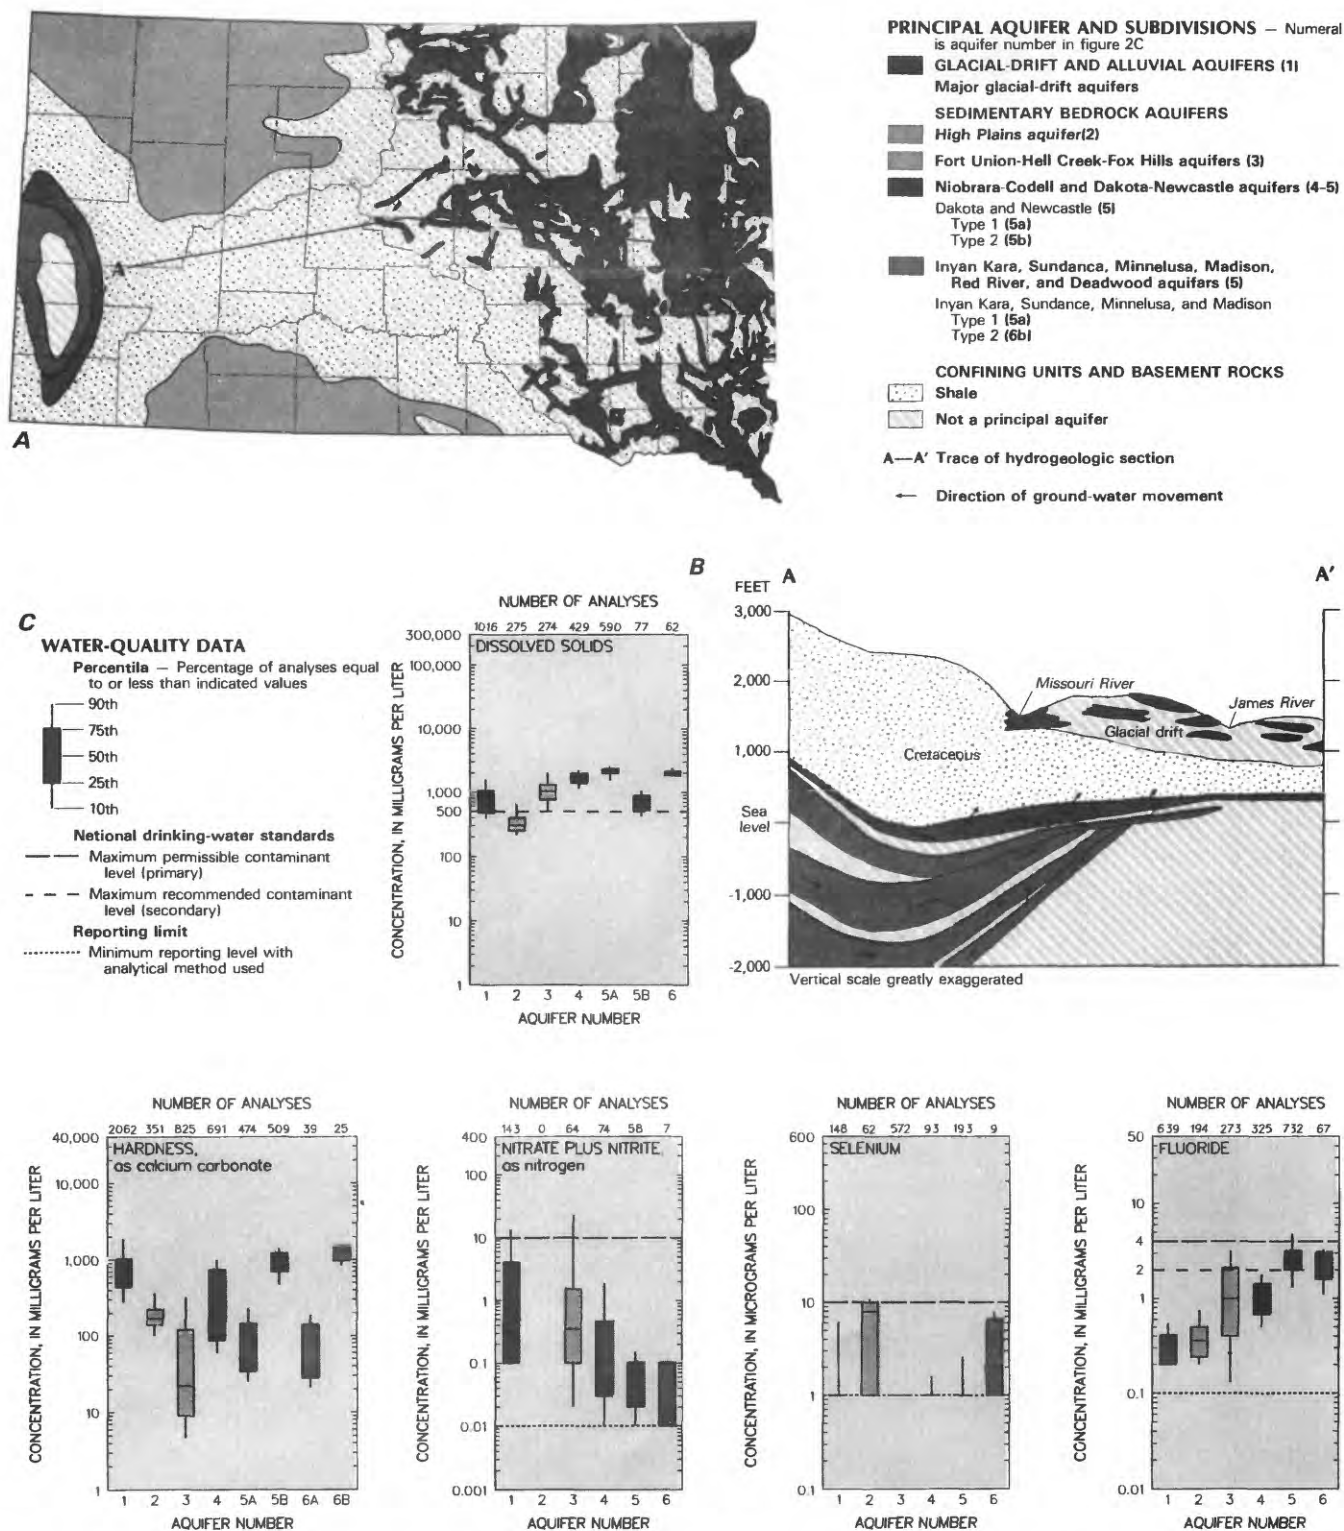 PRINCIPAL AQUIFER AND SUBDIVISIONS — Numeral
is aquifer number in figure 2C
GLACIAL-DRIFT AND ALLUVIAL AQUIFERS (1)
Major glacial-drift aquifers
SEDIMENTARY BEDROCK AQUIFERS
High Plains aquifer(2)
Fort Union-Hell Creek-Fox Hills aquifers (3)
Niobrara-Codell and Dakota-Newcastle aquifers (4-5)
Dakota and Newcastle (5)
Type 1 (5a)
Type 2 (5b)
Inyan Kara, Sundanca, Minnelusa, Madison,
Red River, and Deadwood aquifars (5)
Inyan Kara, Sundance, Minnelusa, and Madison
Type 1 (5a)
Type 2 (6b)
CONFINING UNITS AND BASEMENT ROCKS
Shale
Not a principal aquifer
A—A' Trace of hydrogeologic section
← Direction of ground-water movement
A
A
B
A
A'
FEET
3,000
2,000
1,000
Sea
level
-1,000
-2,000
Missouri River
James River
Glacial drift
Cretaceous
Vertical scale greatly exaggerated
C
WATER-QUALITY DATA
Percentila — Percentage of analyses equal
to or less than indicated values
90th
75th
50th
25th
10th
Netional drinking-water standards
Maximum permissible contaminant
level (primary)
Maximum recommended contaminant
level (secondary)
Reporting limit
Minimum reporting level with
analytical method used
NUMBER OF ANALYSES
1016 275 274 429 590 77 62
DISSOLVED SOLIDS
CONCENTRATION, IN MILLIGRAMS PER LITER
300,000
100,000
10,000
1,000
500
100
10
1
1 2 3 4 5A 5B 6
AQUIFER NUMBER
NUMBER OF ANALYSES
2062 351 825 691 474 509 39 25
HARDNESS,
as calcium carbonate
CONCENTRATION, IN MILLIGRAMS PER LITER
40,000
10,000
1,000
100
10
1
1 2 3 4 5A 5B 6A 6B
AQUIFER NUMBER
NUMBER OF ANALYSES
143 0 64 74 58 7
NITRATE PLUS NITRITE,
as nitrogen
CONCENTRATION, IN MILLIGRAMS PER LITER
400
100
10
1
0.1
0.01
0.001
1 2 3 4 5 6
AQUIFER NUMBER
NUMBER OF ANALYSES
148 62 572 93 193 9
SELENIUM
CONCENTRATION, IN MICROGRAMS PER LITER
600
100
10
1
0.1
1 2 3 4 5 6
AQUIFER NUMBER
NUMBER OF ANALYSES
639 194 273 325 732 67
FLUORIDE
CONCENTRATION, IN MILLIGRAMS PER LITER
50
10
4
2
1
0.1
0.01
1 2 3 4 5 6
AQUIFER NUMBER